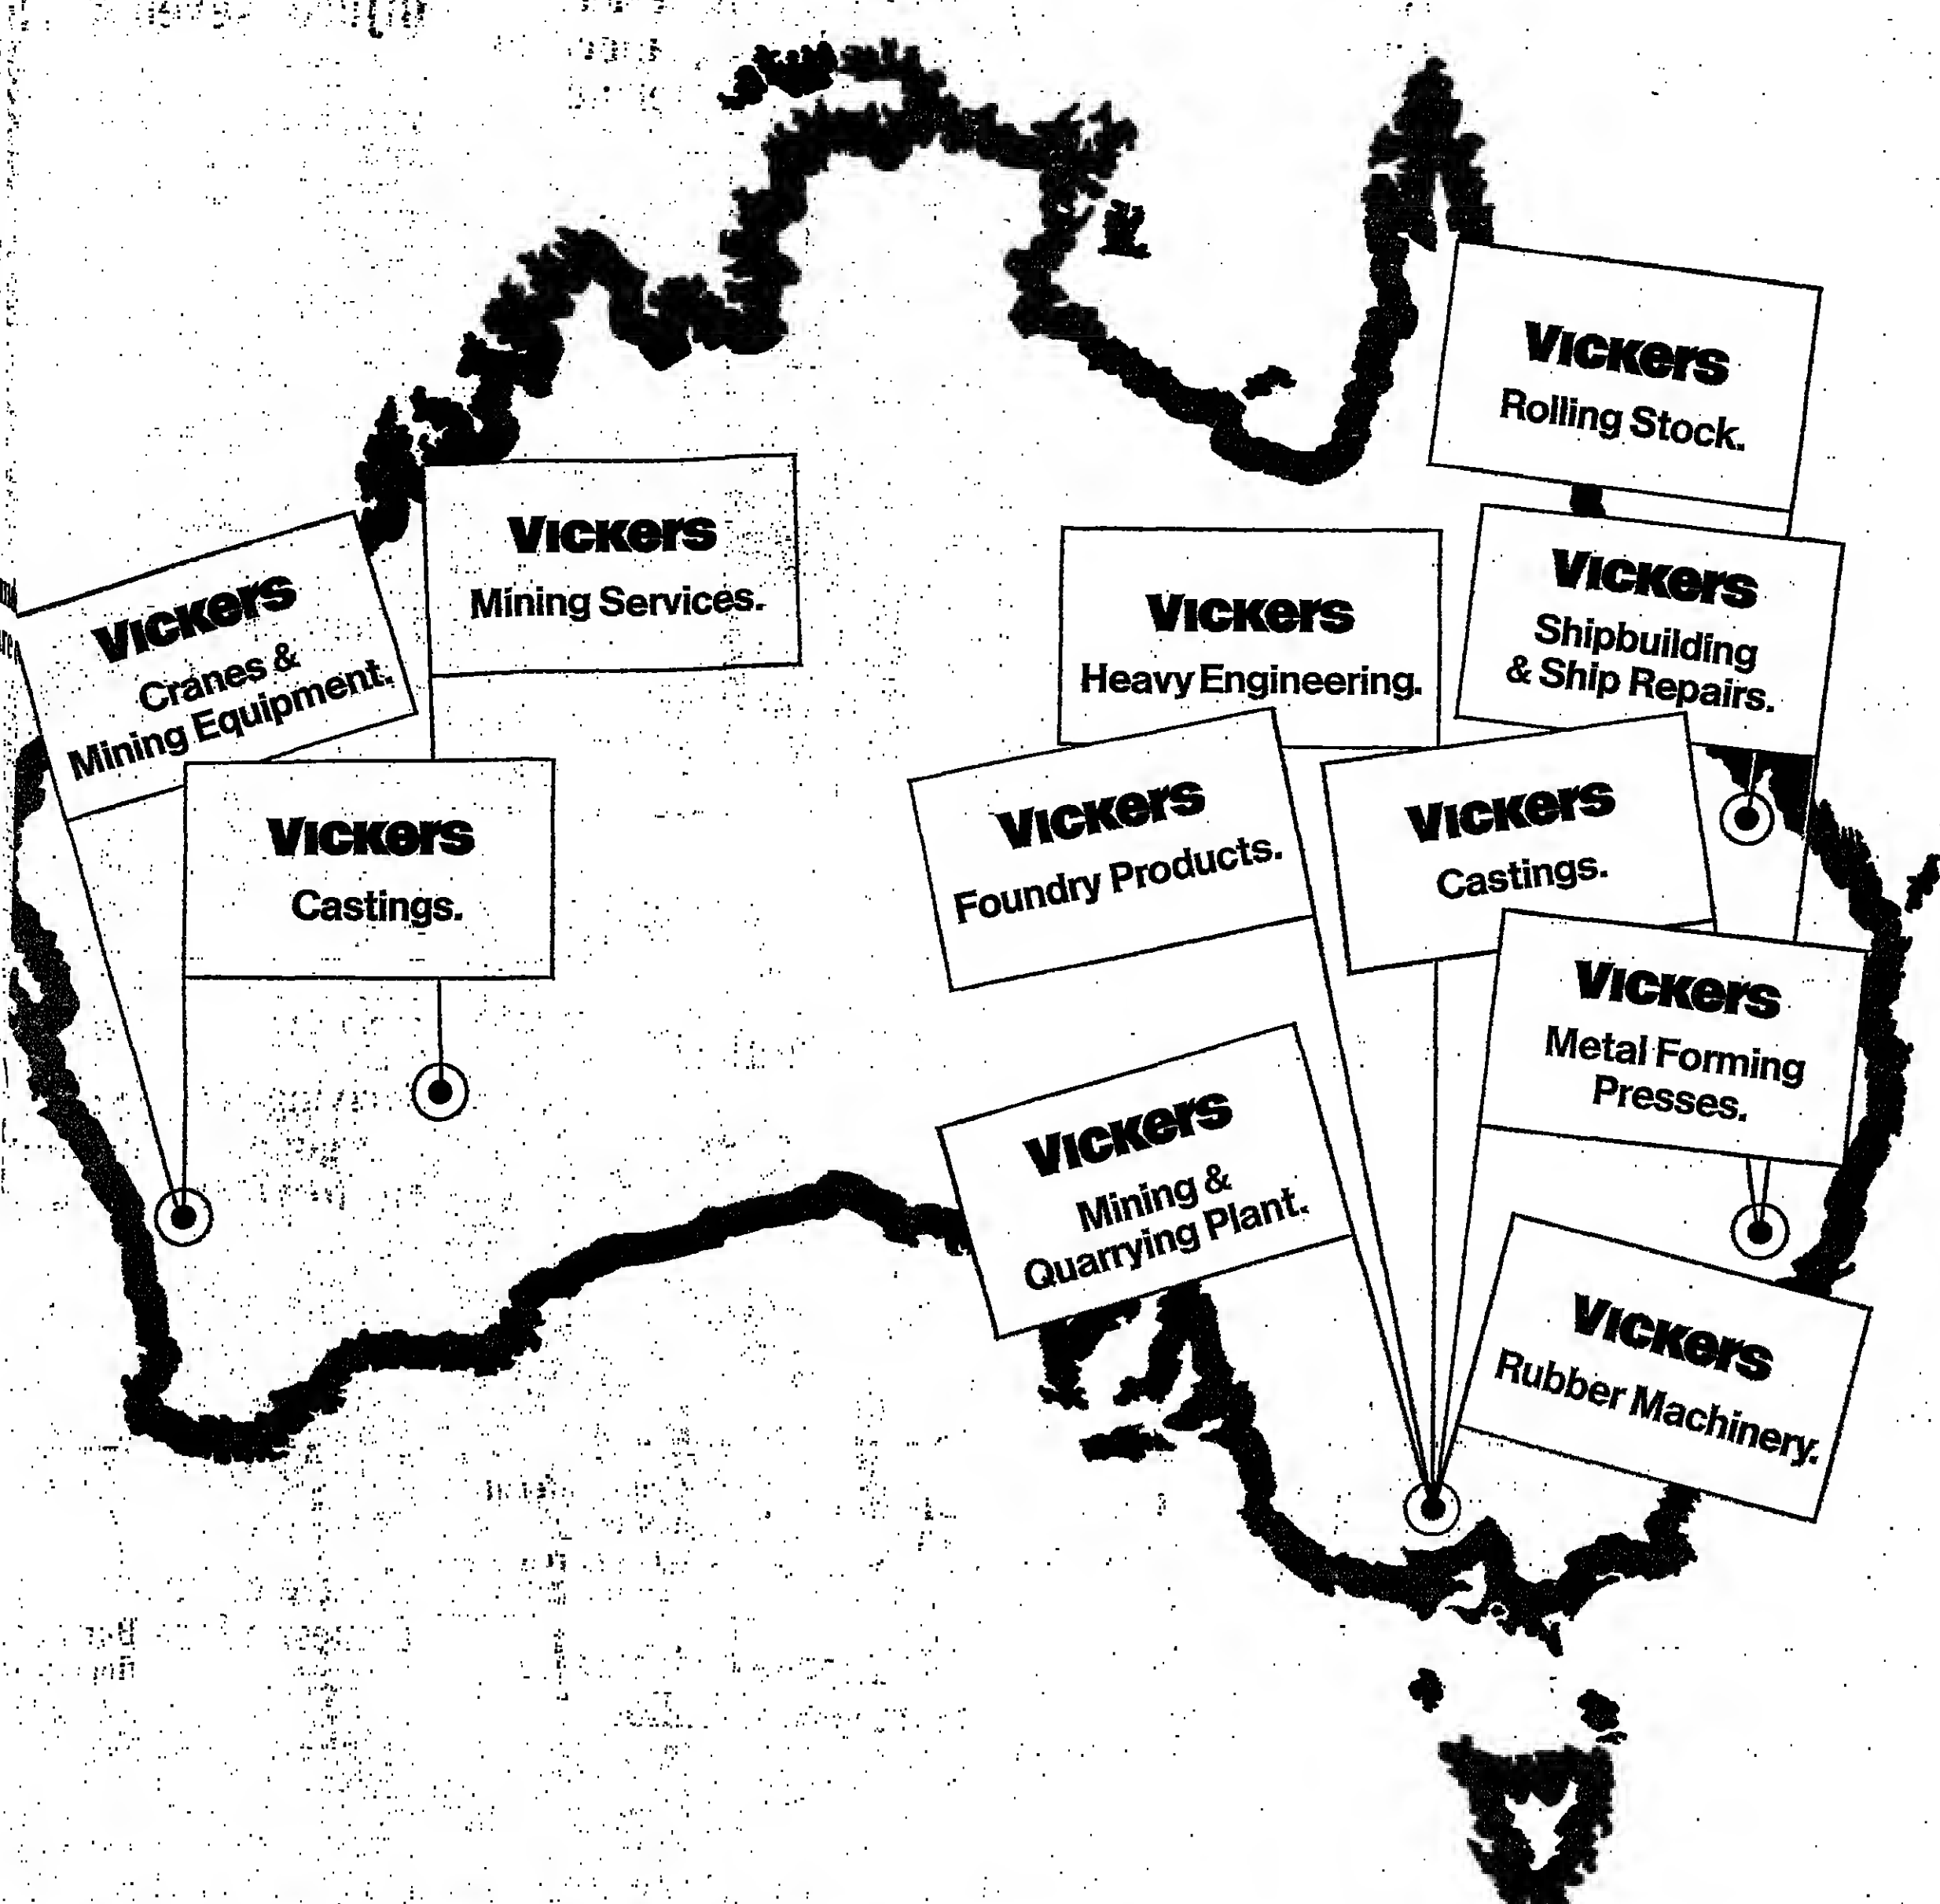 Vickers
Rolling Stock.
Vickers
Mining Services.
Vickers
Cranes &
Mining Equipment.
Vickers
Heavy Engineering.
Vickers
Shipbuilding
& Ship Repairs.
Vickers
Castings.
Vickers
Foundry Products.
Vickers
Castings.
Vickers
Metal Forming
Presses.
Vickers
Mining &
Quarrying Plant.
Vickers
Rubber Machinery.